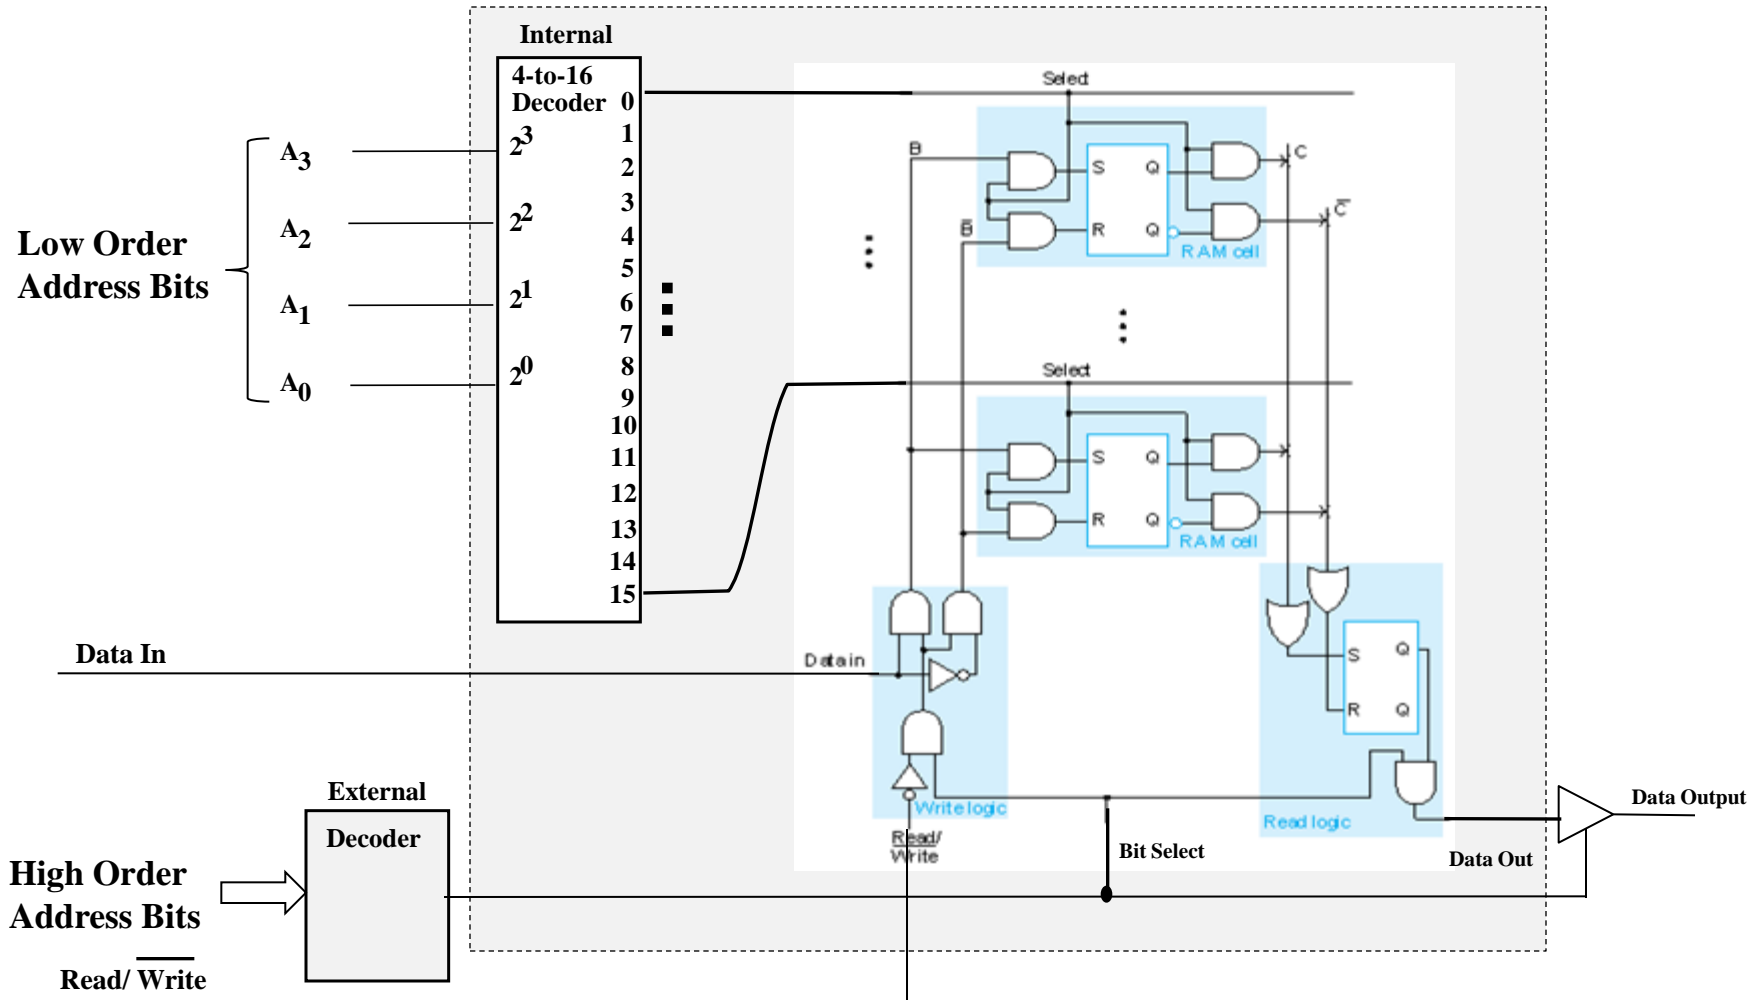 Internal
4-to-16
Decoder 0
1
2
3
4
5
6
7
8
9
10
11
12
13
14
15
2^3
2^2
2^1
2^0
A3
A2
A1
A0
Low Order
Address Bits
Select
B
B̅
S
Q
R
Q
C
C̅
RAM cell
Select
S
Q
R
Q
RAM cell
Data In
Data in
Write logic
Read/
Write
S
Q
R
Q
Read logic
Bit Select
Data Out
Data Output
External
Decoder
High Order
Address Bits
Read/ W̅r̅i̅t̅e̅